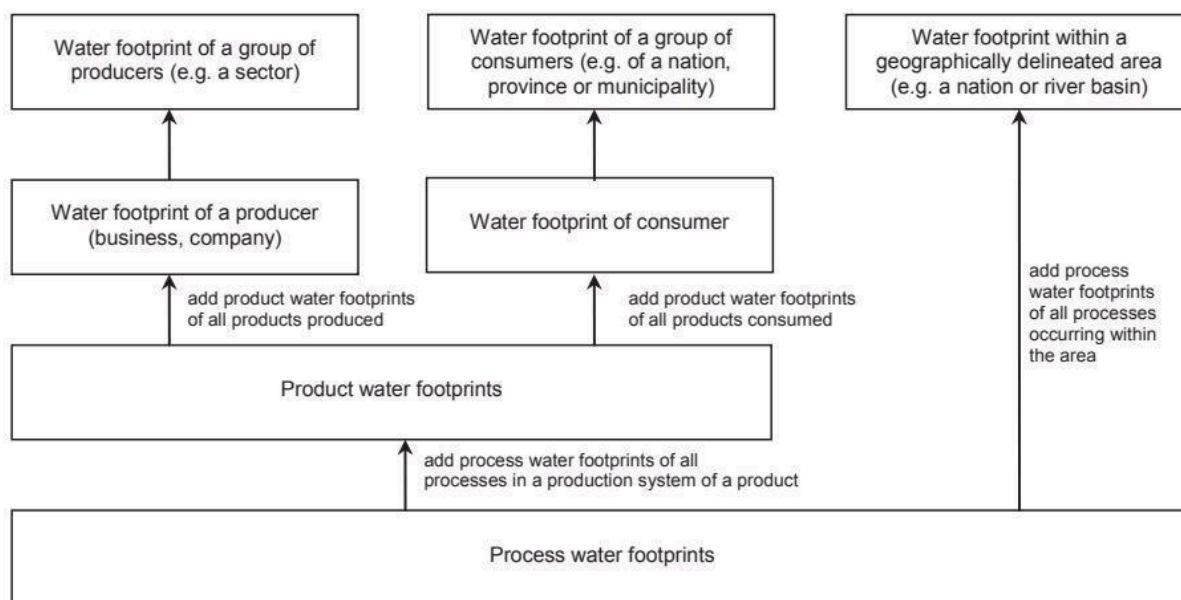 Water footprint of a group of
producers (e.g. a sector)
Water footprint of a group of
consumers (e.g. of a nation,
province or municipality)
Water footprint within a
geographically delineated area
(e.g. a nation or river basin)
Water footprint of a producer
(business, company)
Water footprint of consumer
add product water footprints
of all products produced
add product water footprints
of all products consumed
add process
water footprints
of all processes
occurring within
the area
Product water footprints
add process water footprints of all
processes in a production system of a product
Process water footprints